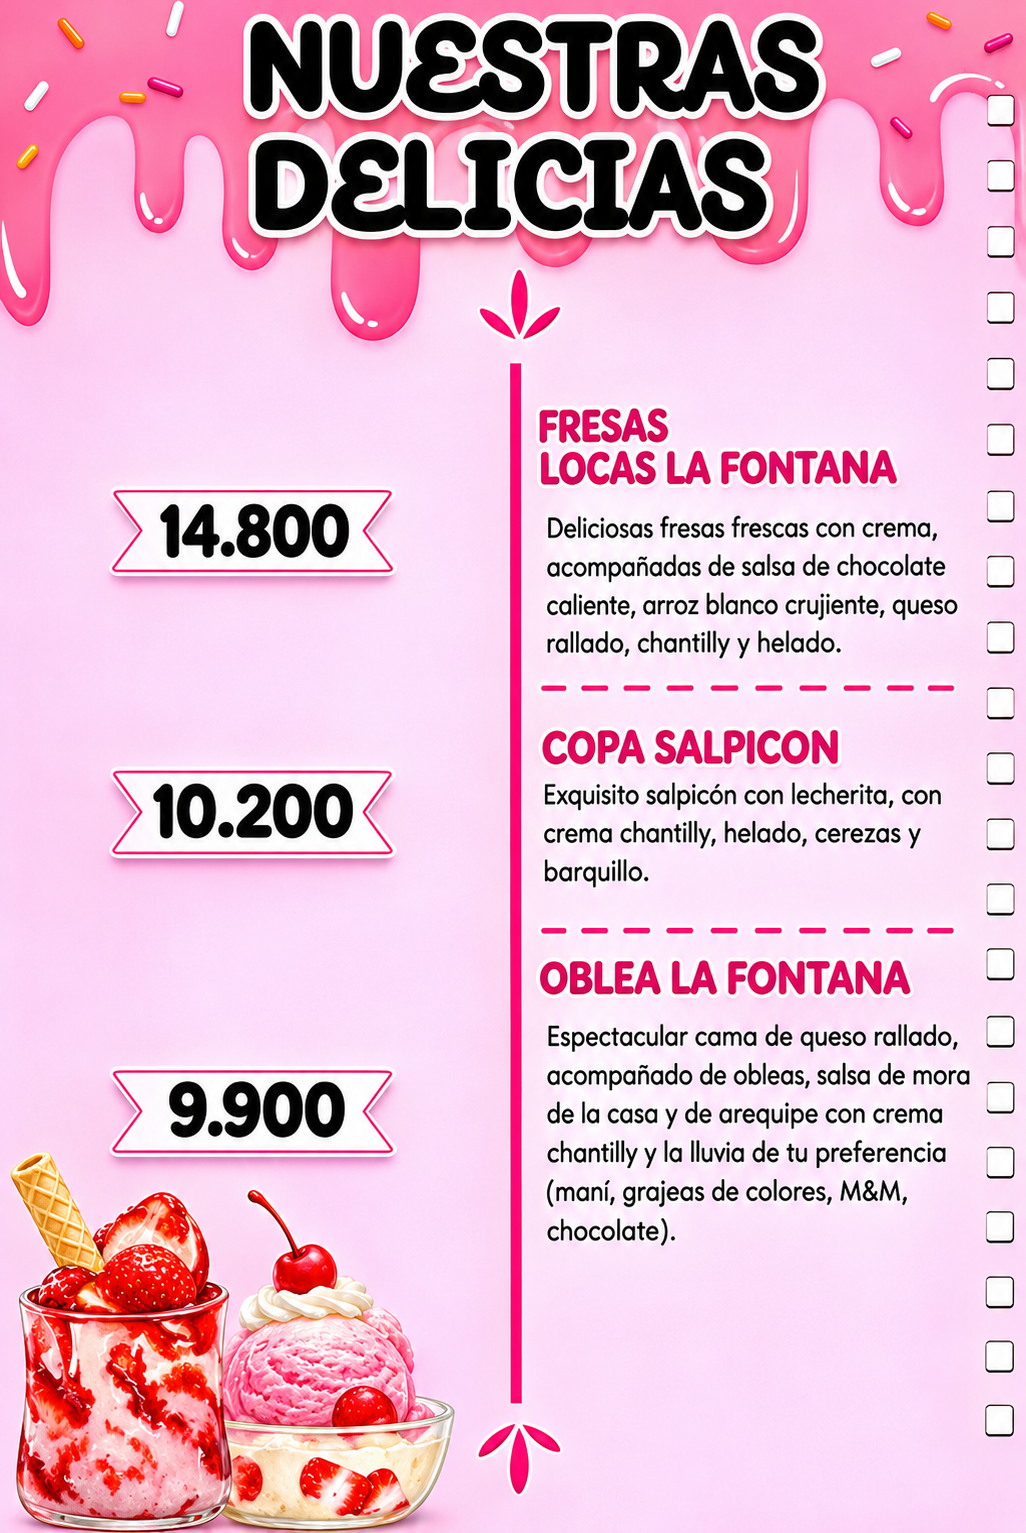 NUESTRAS
DELICIAS
FRESAS
LOCAS LA FONTANA
14.800
Deliciosas fresas frescas con crema,
acompañadas de salsa de chocolate
caliente, arroz blanco crujiente, queso
rallado, chantilly y helado.
COPA SALPICON
10.200
Exquisito salpicón con lecherita, con
crema chantilly, helado, cerezas y
barquillo.
OBLEA LA FONTANA
9.900
Espectacular cama de queso rallado,
acompañado de obleas, salsa de mora
de la casa y de arequipe con crema
chantilly y la lluvia de tu preferencia
(maní, grajeas de colores, M&M,
chocolate).